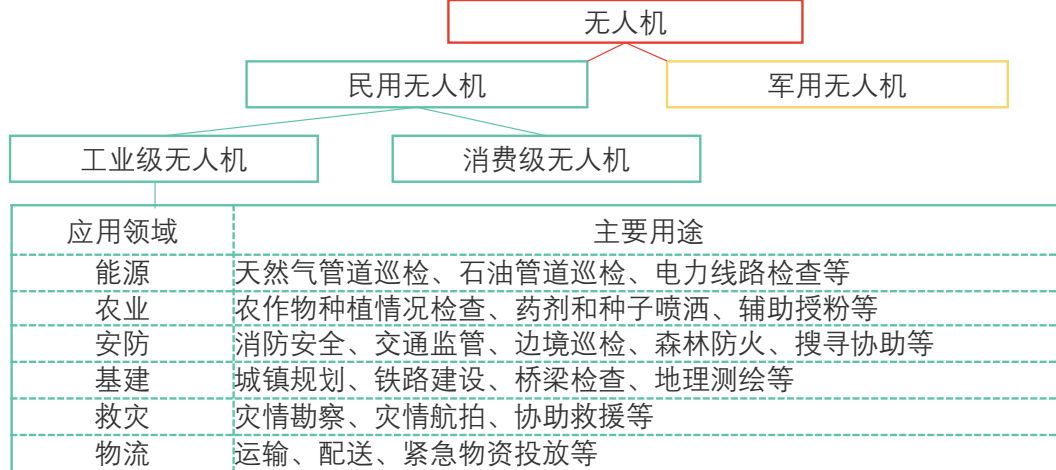 无人机
民用无人机 军用无人机
工业级无人机 消费级无人机
应用领域 主要用途
能源 天然气管道巡检、石油管道巡检、电力线路检查等
农业 农作物种植情况检查、药剂和种子喷洒、辅助授粉等
安防 消防安全、交通监管、边境巡检、森林防火、搜寻协助等
基建 城镇规划、铁路建设、桥梁检查、地理测绘等
救灾 灾情勘察、灾情航拍、协助救援等
物流 运输、配送、紧急物资投放等